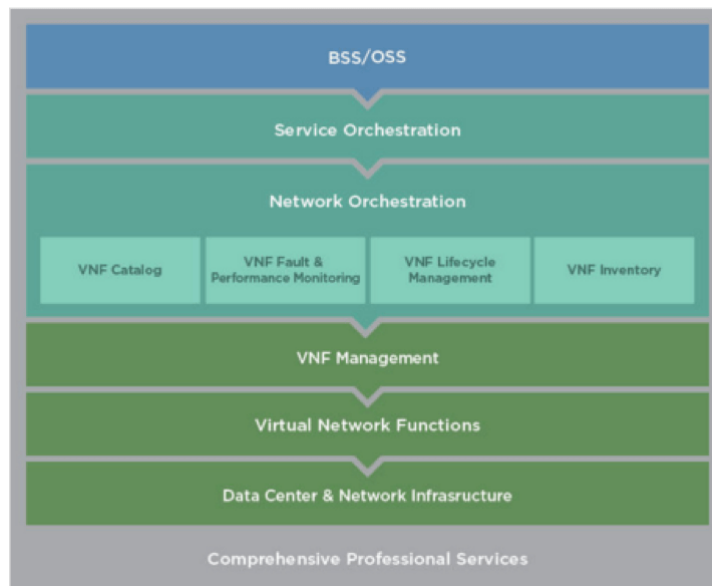 BSS/OSS
Service Orchestration
Network Orchestration
VNF Catalog
VNF Fault &
Performance Monitoring
VNF Lifecycle
Management
VNF Inventory
VNF Management
Virtual Network Functions
Data Center & Network Infrasructure
Comprehensive Professional Services